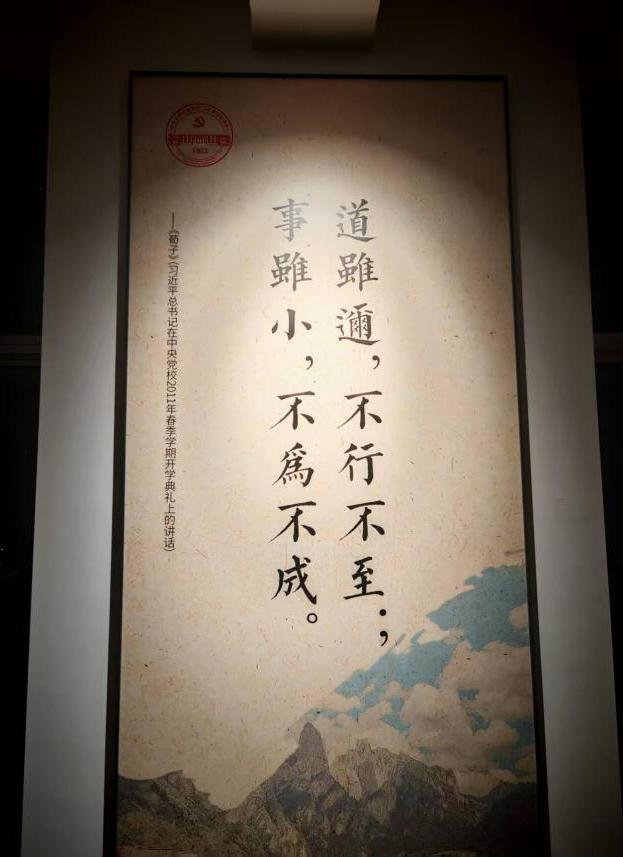 道雖邇，不行不至；
事雖小，不為不成。
——《荀子》（习近平总书记在中央党校2011年春季学期开学典礼上的讲话）